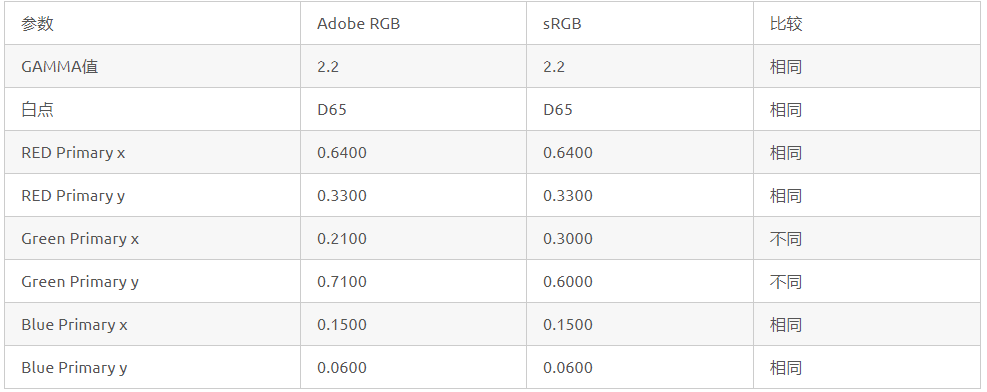 参数 Adobe RGB sRGB 比较
GAMMA值 2.2 2.2 相同
白点 D65 D65 相同
RED Primary x 0.6400 0.6400 相同
RED Primary y 0.3300 0.3300 相同
Green Primary x 0.2100 0.3000 不同
Green Primary y 0.7100 0.6000 不同
Blue Primary x 0.1500 0.1500 相同
Blue Primary y 0.0600 0.0600 相同